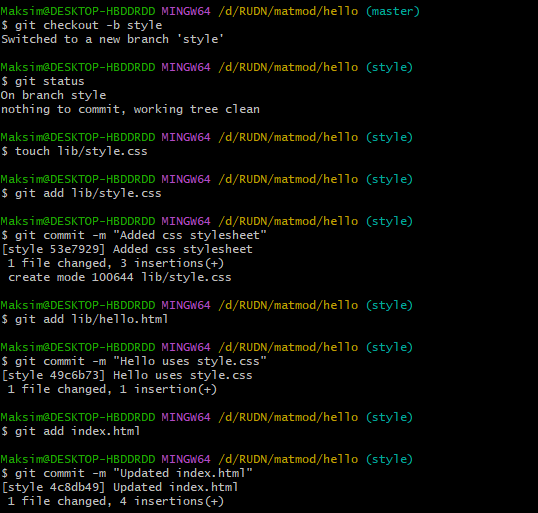 Maksim@DESKTOP-HBDDRDD MINGW64 /d/RUDN/matmod/hello (master)
$ git checkout -b style
Switched to a new branch 'style'
Maksim@DESKTOP-HBDDRDD MINGW64 /d/RUDN/matmod/hello (style)
$ git status
On branch style
nothing to commit, working tree clean
Maksim@DESKTOP-HBDDRDD MINGW64 /d/RUDN/matmod/hello (style)
$ touch lib/style.css
Maksim@DESKTOP-HBDDRDD MINGW64 /d/RUDN/matmod/hello (style)
$ git add lib/style.css
Maksim@DESKTOP-HBDDRDD MINGW64 /d/RUDN/matmod/hello (style)
$ git commit -m "Added css stylesheet"
[style 53e7929] Added css stylesheet
 1 file changed, 3 insertions(+)
 create mode 100644 lib/style.css
Maksim@DESKTOP-HBDDRDD MINGW64 /d/RUDN/matmod/hello (style)
$ git add lib/hello.html
Maksim@DESKTOP-HBDDRDD MINGW64 /d/RUDN/matmod/hello (style)
$ git commit -m "Hello uses style.css"
[style 49c6b73] Hello uses style.css
 1 file changed, 1 insertion(+)
Maksim@DESKTOP-HBDDRDD MINGW64 /d/RUDN/matmod/hello (style)
$ git add index.html
Maksim@DESKTOP-HBDDRDD MINGW64 /d/RUDN/matmod/hello (style)
$ git commit -m "Updated index.html"
[style 4c8db49] Updated index.html
 1 file changed, 4 insertions(+)